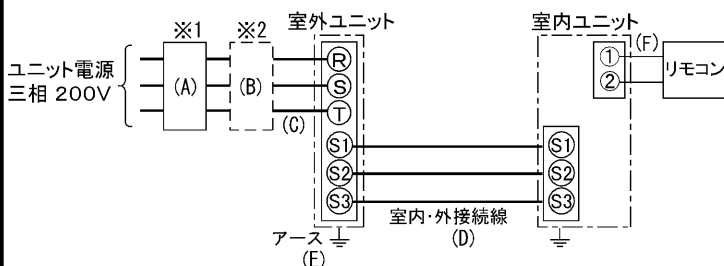 ※1
※2
室外ユニット
室内ユニット
ユニット電源
三相 200V
(A)
(B)
(C)
R
S
T
S1
S2
S3
アース
(E)
室内・外接続線
(D)
S1
S2
S3
①
②
(F)
リモコン